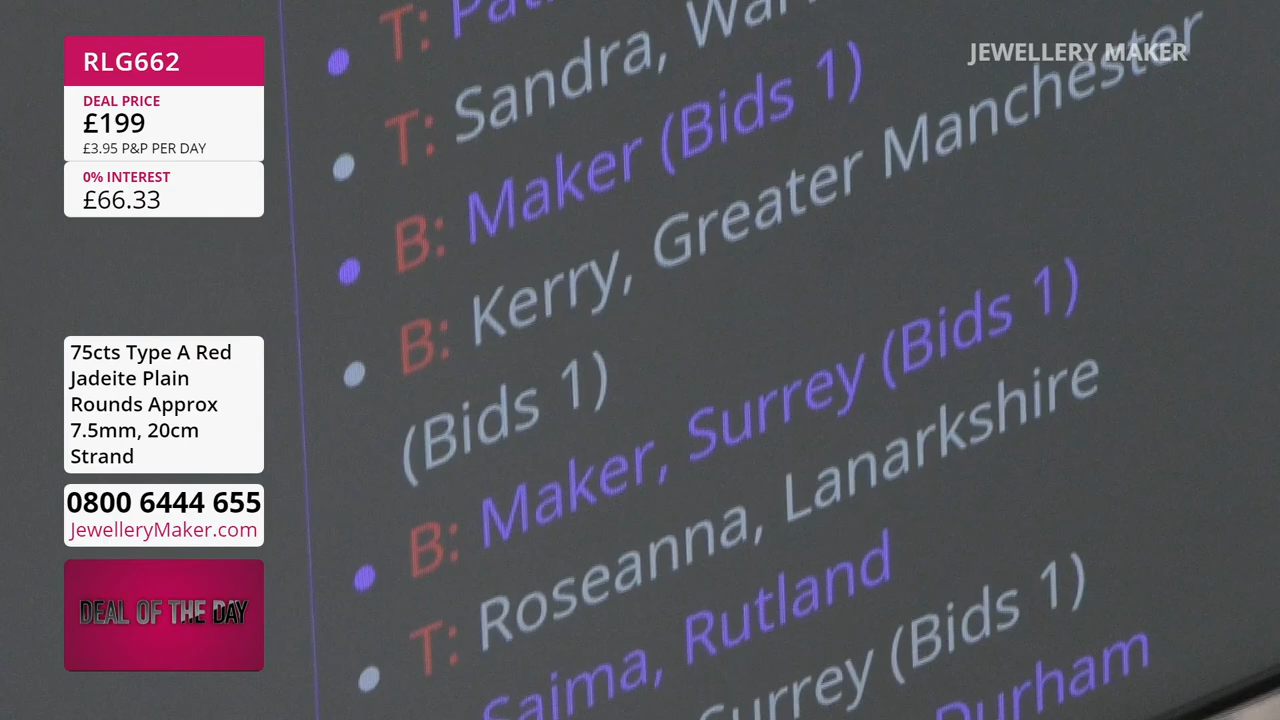 RLG662
DEAL PRICE
£199
£3.95 P&P PER DAY
0% INTEREST
£66.33
75cts Type A Red
Jadeite Plain
Rounds Approx
7.5mm, 20cm
Strand
0800 6444 655
JewelleryMaker.com
DEAL OF THE DAY
JEWELLERY MAKER
T:
T: Sandra,
B: Maker (Bids 1)
B: Kerry, Greater Manchester
(Bids 1)
B: Maker, Surrey (Bids 1)
T: Roseanna, Lanarkshire
Saima, Rutland
Surrey (Bids 1)
Durham